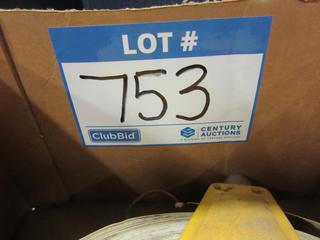 LOT #
753
ClubBid
CENTURY
AUCTIONS